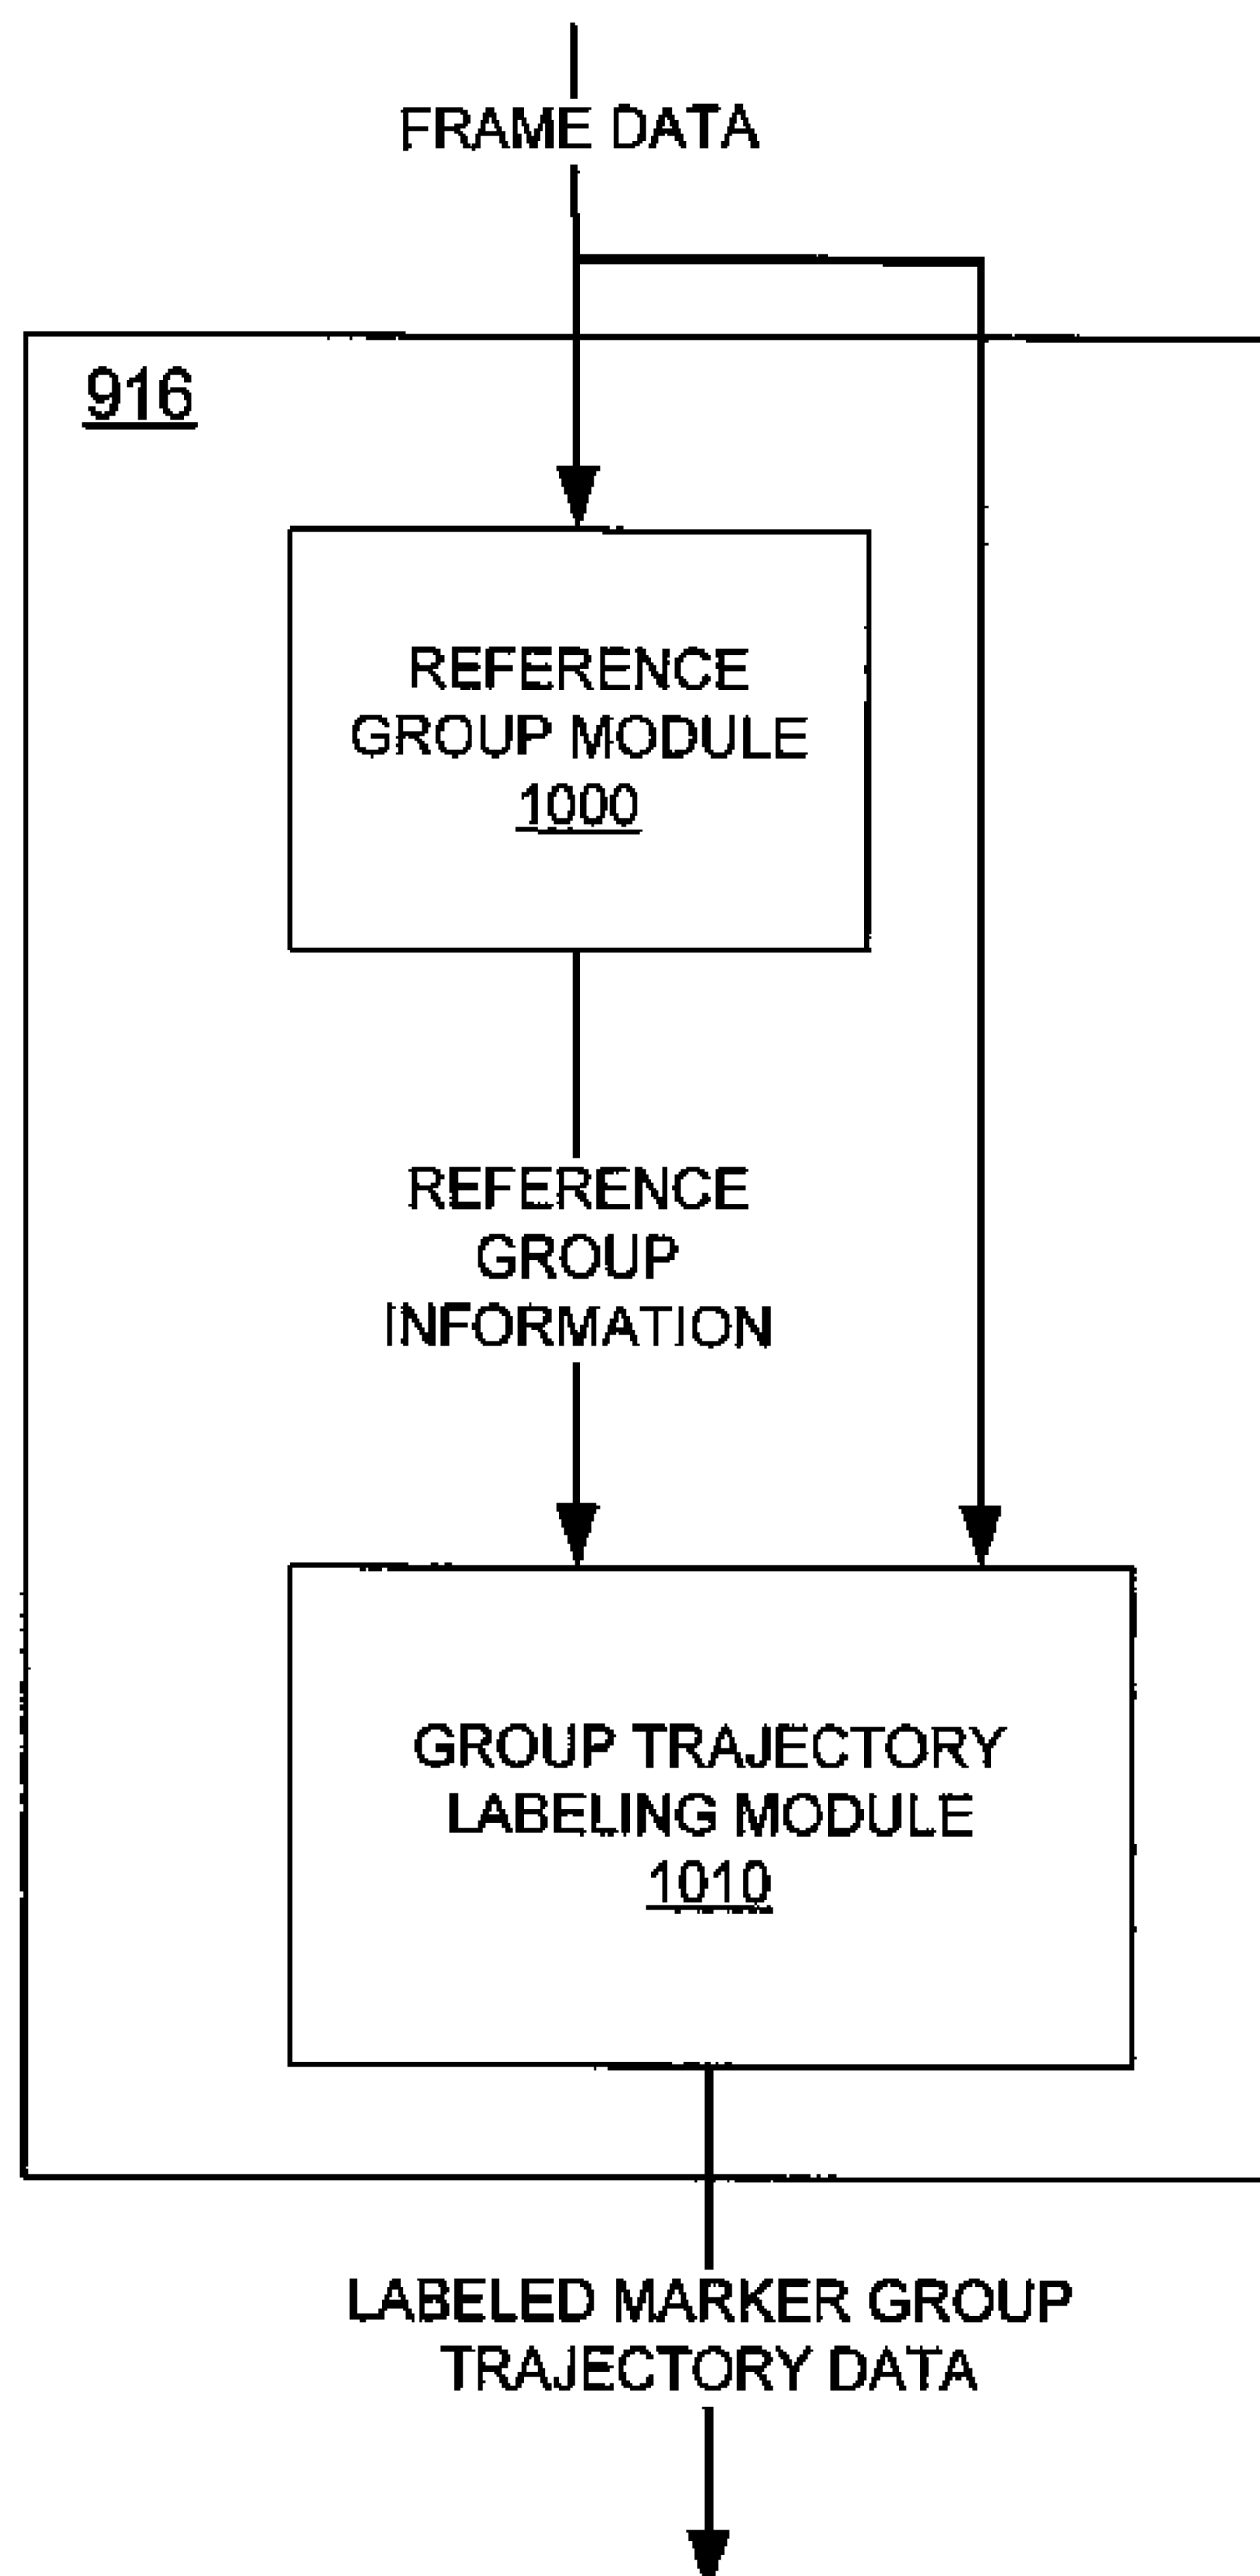 FRAME DATA
916
REFERENCE
GROUP MODULE
1000
REFERENCE
GROUP
INFORMATION
GROUP TRAJECTORY
LABELING MODULE
1010
LABELED MARKER GROUP
TRAJECTORY DATA